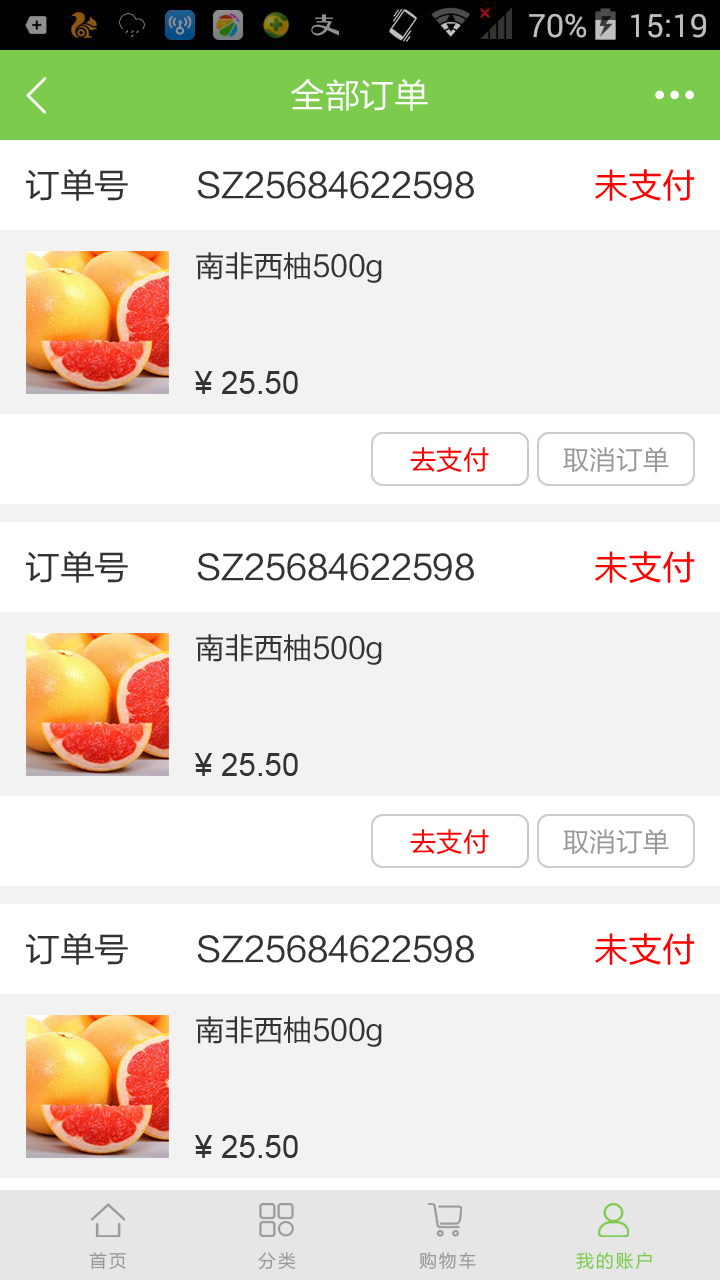 70% 15:19
全部订单
订单号 SZ25684622598 未支付
南非西柚500g
¥ 25.50
去支付 取消订单
订单号 SZ25684622598 未支付
南非西柚500g
¥ 25.50
去支付 取消订单
订单号 SZ25684622598 未支付
南非西柚500g
¥ 25.50
首页 分类 购物车 我的账户